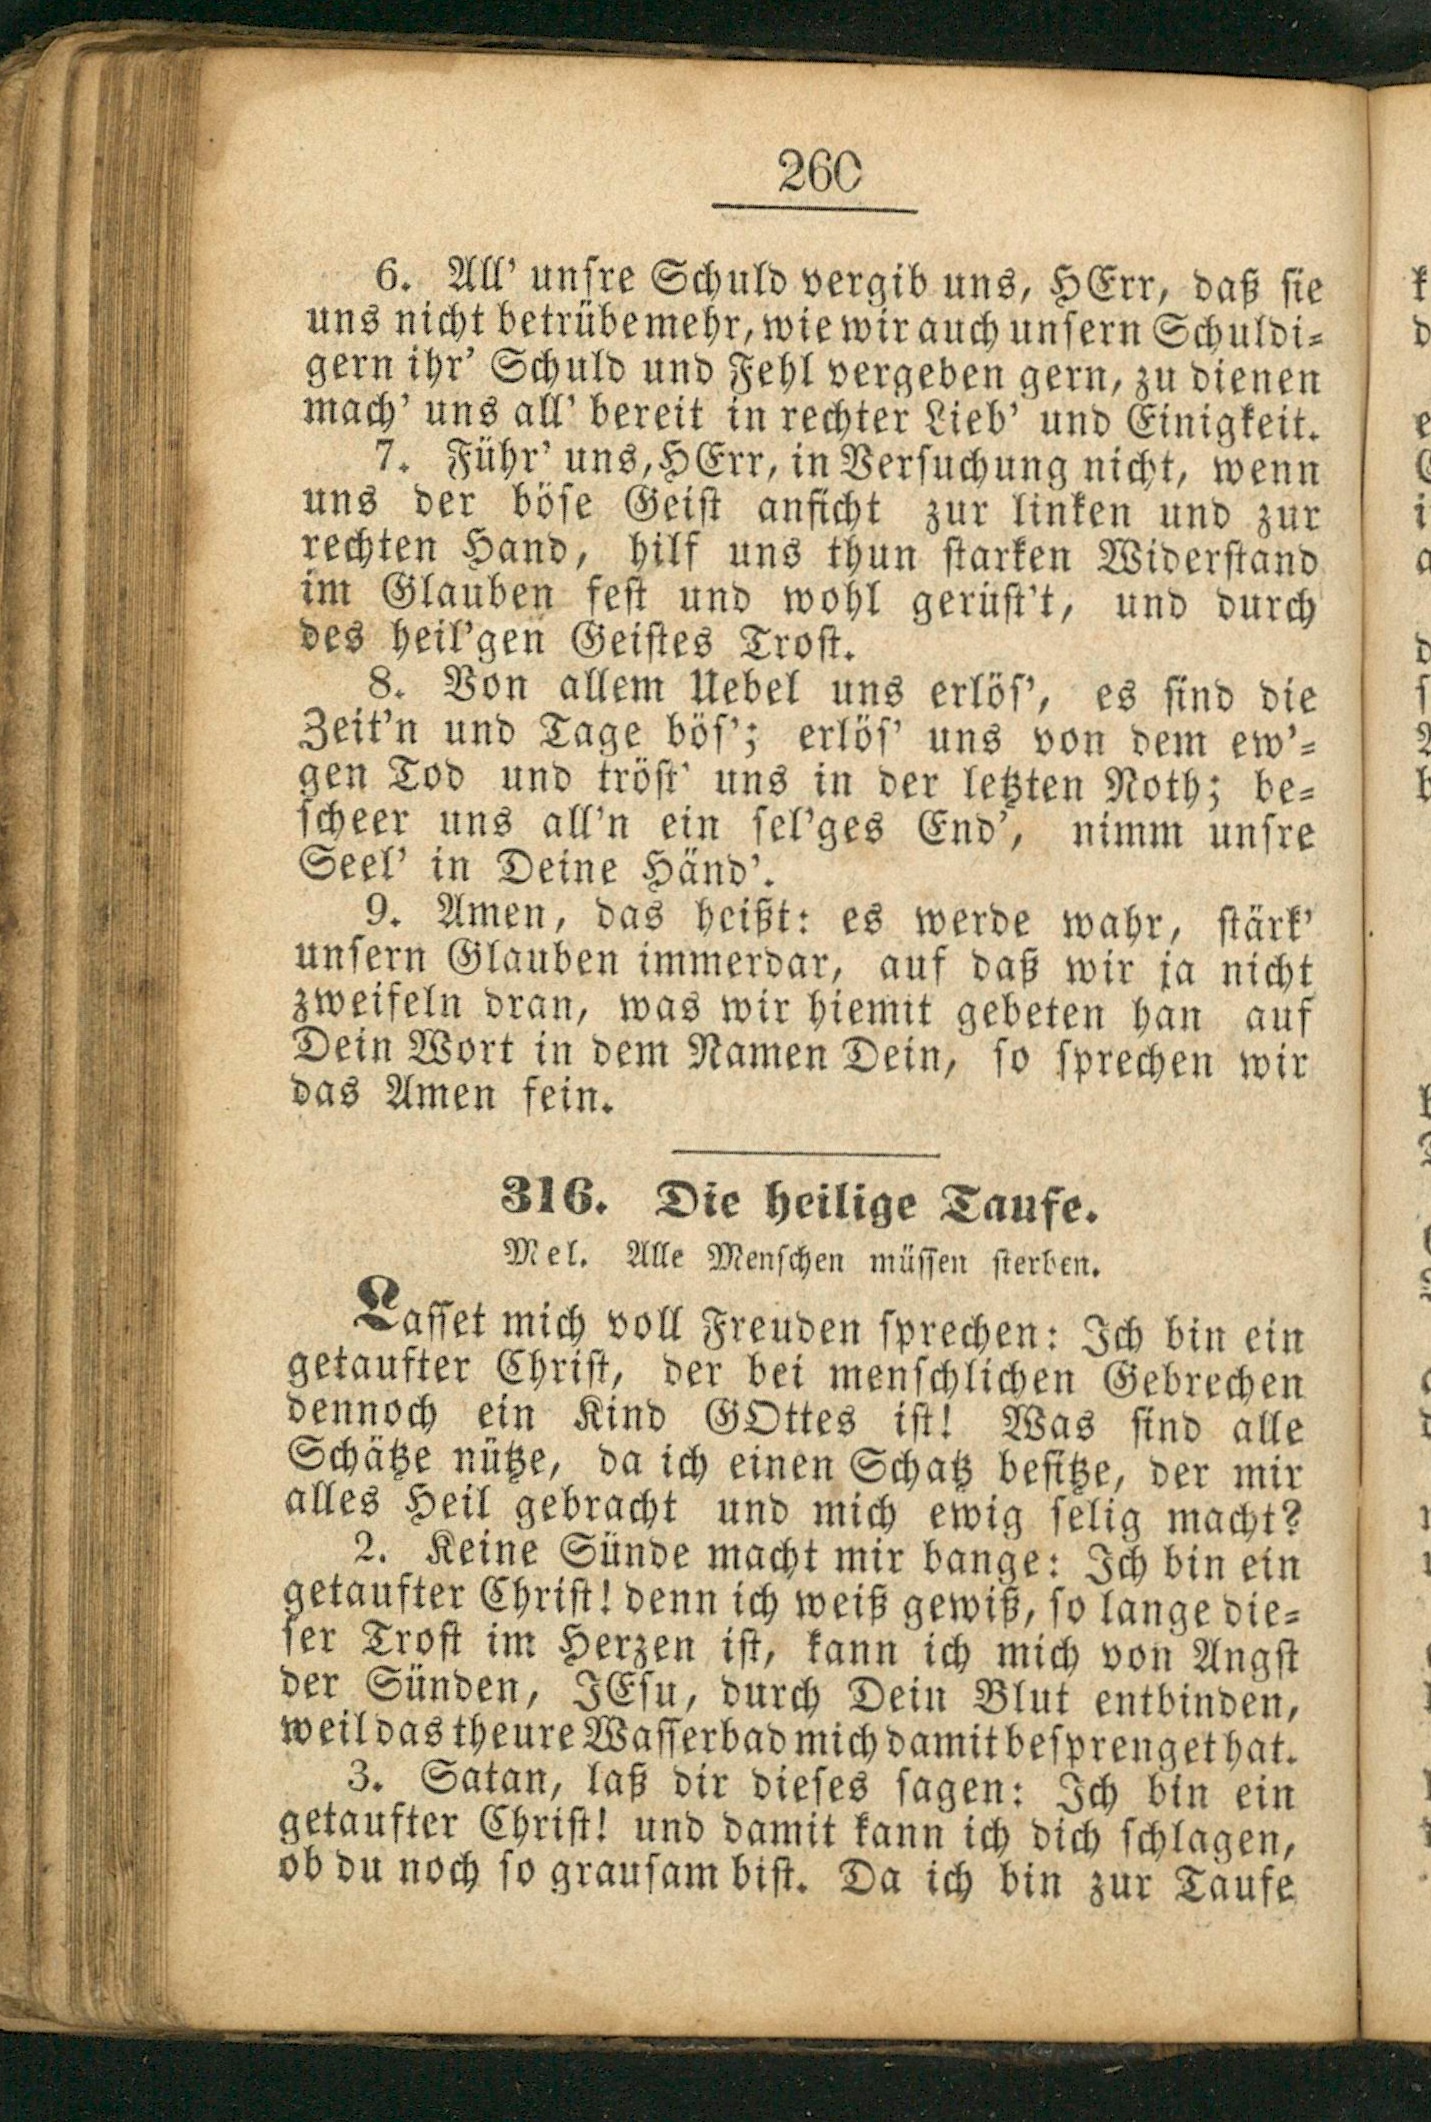 260
6. All' unsre Schuld vergib uns, HErr, daß sie
uns nicht betrübe mehr, wie wir auch unsern Schuldi-
gern ihr' Schuld und Fehl vergeben gern, zu dienen
mach' uns all' bereit in rechter Lieb' und Einigkeit.
7. Führ' uns, HErr, in Versuchung nicht, wenn
uns der böse Geist anficht zur linken und zur
rechten Hand, hilf uns thun starken Widerstand
im Glauben fest und wohl gerüst't, und durch
des heil'gen Geistes Trost.
8. Von allem Uebel uns erlös', es sind die
Zeit'n und Tage bös'; erlös' uns von dem ew'-
gen Tod und tröst' uns in der letzten Noth; be-
scheer uns all'n ein sel'ges End', nimm unsre
Seel' in Deine Händ'.
9. Amen, das heißt: es werde wahr, stärk'
unsern Glauben immerdar, auf daß wir ja nicht
zweifeln dran, was wir hiemit gebeten han auf
Dein Wort in dem Namen Dein, so sprechen wir
das Amen fein.
316. Die heilige Taufe.
Mel. Alle Menschen müssen sterben.
Lasset mich voll Freuden sprechen: Ich bin ein
getaufter Christ, der bei menschlichen Gebrechen
dennoch ein Kind GOttes ist! Was sind alle
Schätze nütze, da ich einen Schatz besitze, der mir
alles Heil gebracht und mich ewig selig macht?
2. Keine Sünde macht mir bange: Ich bin ein
getaufter Christ! denn ich weiß gewiß, so lange die-
ser Trost im Herzen ist, kann ich mich von Angst
der Sünden, JEsu, durch Dein Blut entbinden,
weil das theure Wasserbad mich damit besprenget hat.
3. Satan, laß dir dieses sagen: Ich bin ein
getaufter Christ! und damit kann ich dich schlagen,
ob du noch so grausam bist. Da ich bin zur Taufe